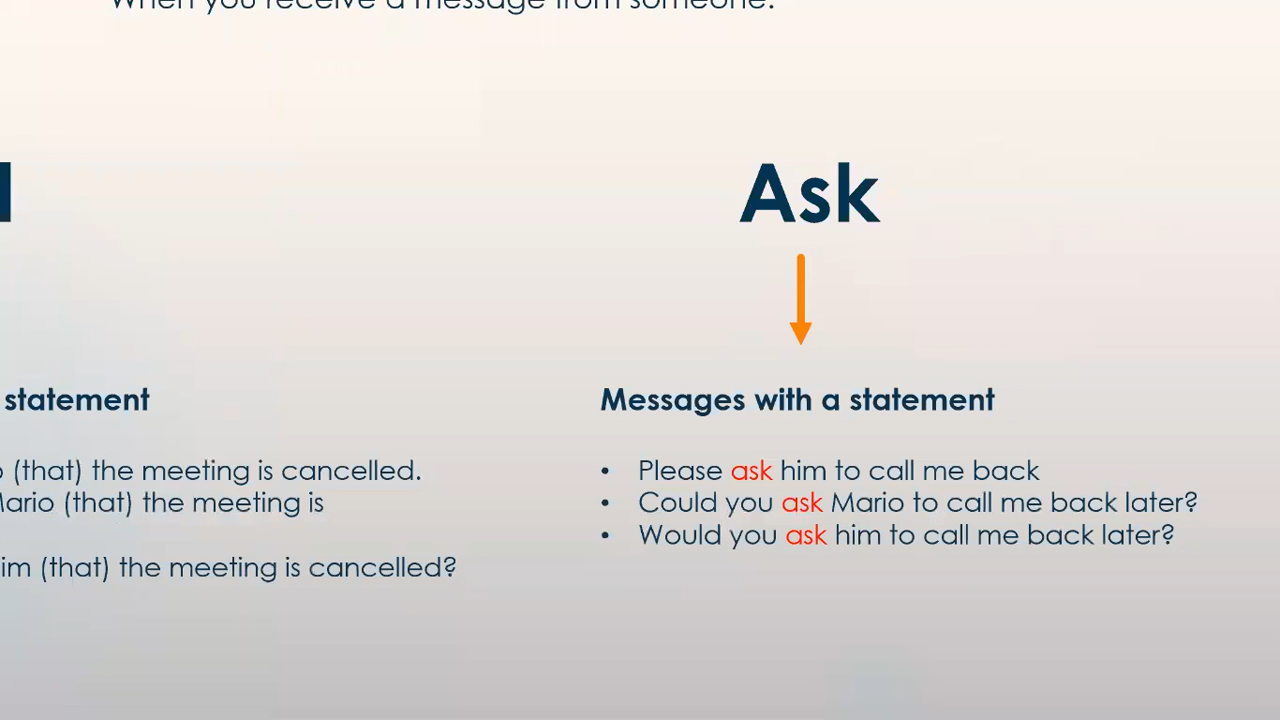 When you receive a message from someone.
Ask
statement
Messages with a statement
(that) the meeting is cancelled.
Mario (that) the meeting is
him (that) the meeting is cancelled?
• Please ask him to call me back
• Could you ask Mario to call me back later?
• Would you ask him to call me back later?